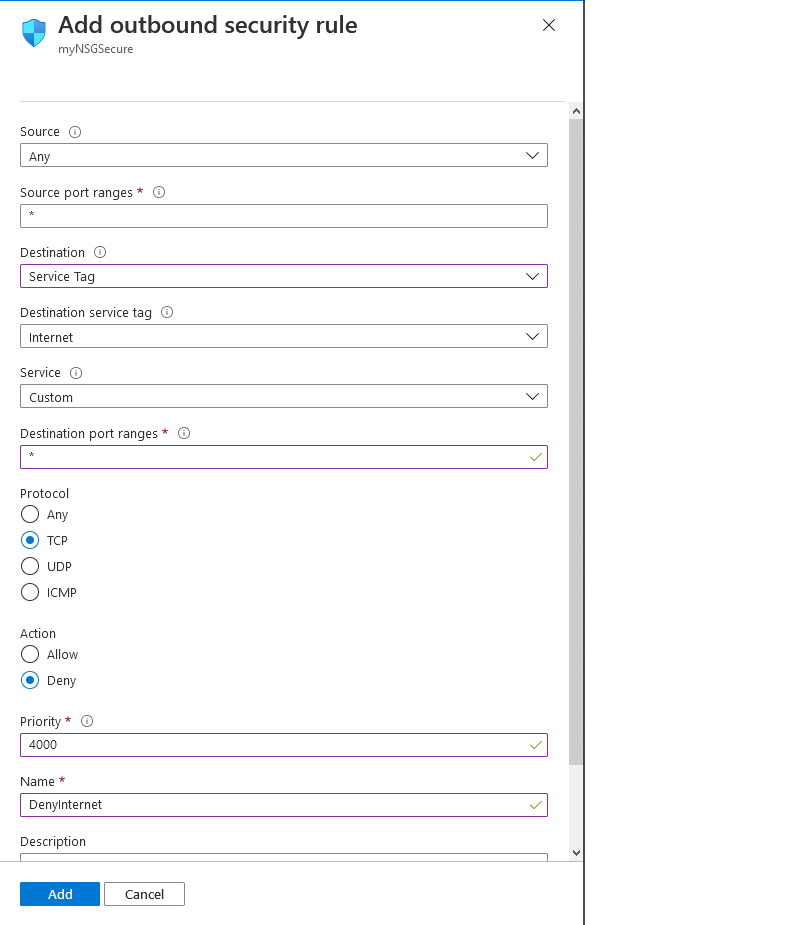 Add outbound security rule
myNSGSecure
Source
Any
Source port ranges *
*
Destination
Service Tag
Destination service tag
Internet
Service
Custom
Destination port ranges *
*
Protocol
Any
TCP
UDP
ICMP
Action
Allow
Deny
Priority *
4000
Name *
DenyInternet
Description
Add Cancel